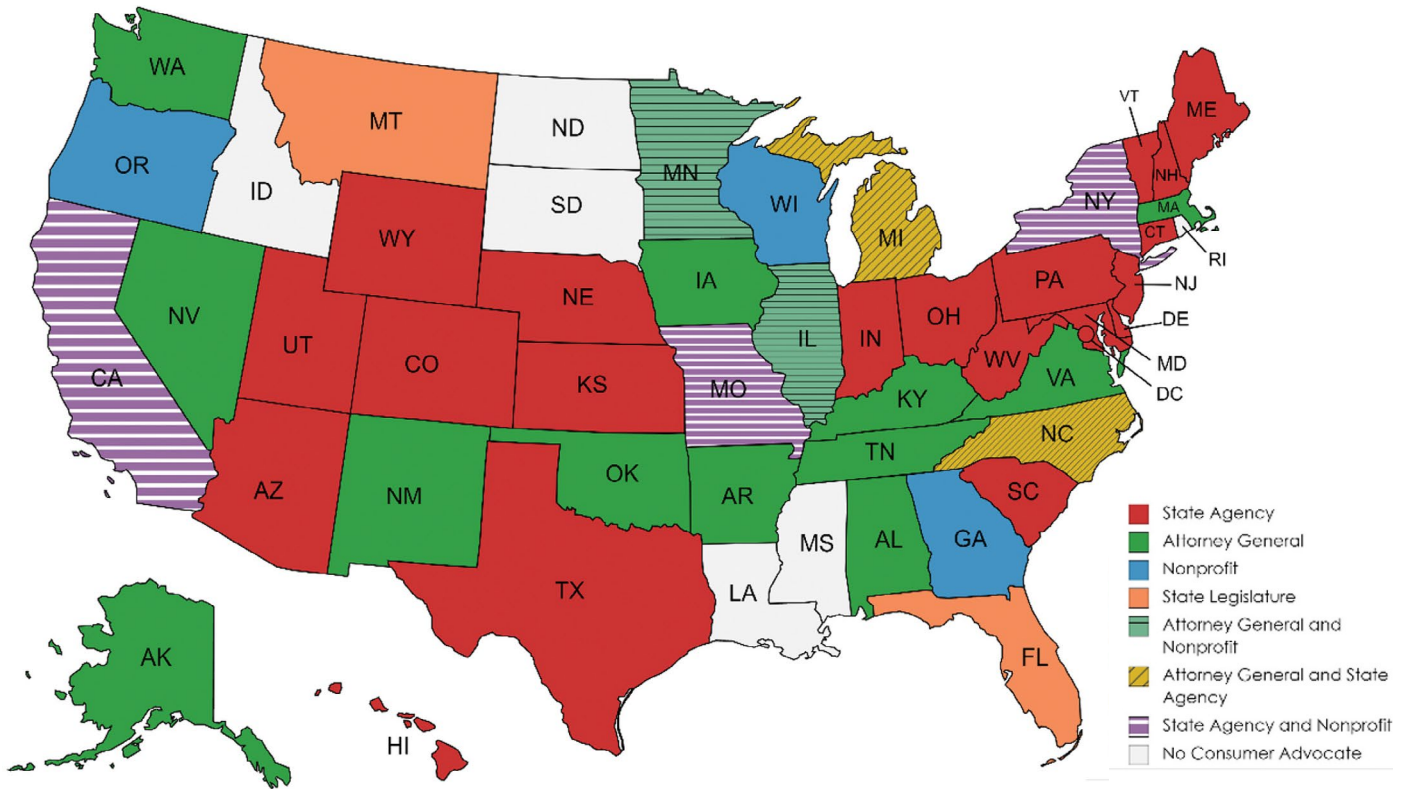 WA
MT
ND
MN
VT
ME
OR
ID
SD
WI
NH
NY
MA
WY
MI
CT
RI
NV
NE
IA
PA
NJ
UT
CO
IL
IN
OH
DE
CA
KS
MO
WV
VA
MD
DC
KY
AZ
NM
OK
AR
TN
NC
SC
MS
AL
GA
TX
LA
AK
FL
HI
State Agency
Attorney General
Nonprofit
State Legislature
Attorney General and
Nonprofit
Attorney General and State
Agency
State Agency and Nonprofit
No Consumer Advocate